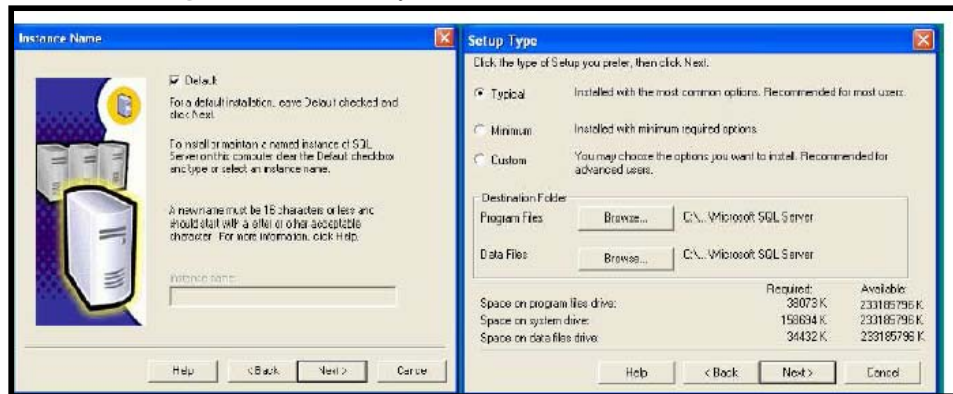 Instance Name
Default
For a default installation, leave Default checked and
click Next.
To install or maintain a named instance of SQL
Server on this computer clear the Default checkbox
and type or select an instance name.
A new name must be 16 characters or less and
should start with a letter or other acceptable
character. For more information, click Help.
Instance name:
Help
< Back
Next >
Cancel
Setup Type
Click the type of Setup you prefer, then click Next.
Typical
Installed with the most common options. Recommended for most users.
Minimum
Installed with minimum required options.
Custom
You may choose the options you want to install. Recommended for
advanced users.
Destination Folder
Program Files
Browse...
C:\...\Microsoft SQL Server
Data Files
Browse...
C:\...\Microsoft SQL Server
Required:
Available:
Space on program files drive:
38073 K
233185796 K
Space on system drive:
158694 K
233185796 K
Space on data files drive:
34432 K
233185796 K
Help
< Back
Next >
Cancel